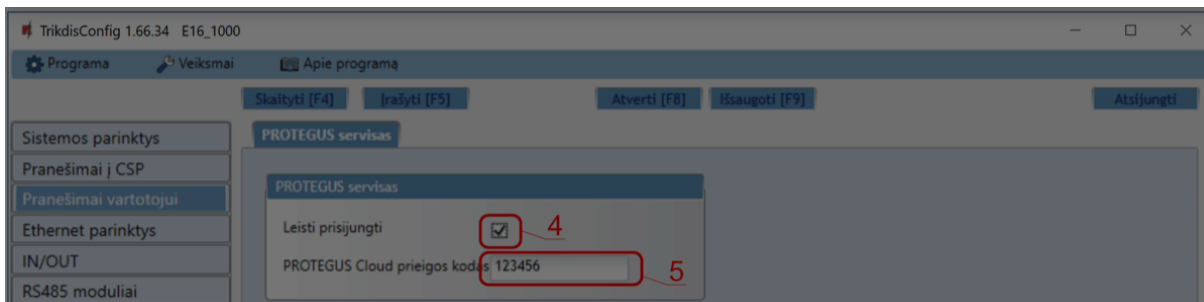 TrikdisConfig 1.66.34 E16_1000
Programa Veiksmai Apie programą
Skaityti [F4] Įrašyti [F5] Atverti [F8] Išsaugoti [F9] Atsijungti
Sistemos parinktys
PROTEGUS servisas
Pranešimai į CSP
Pranešimai vartotojui
PROTEGUS servisas
Ethernet parinktys
Leisti prisijungti 4
IN/OUT
PROTEGUS Cloud prieigos kodas 123456 5
RS485 moduliai